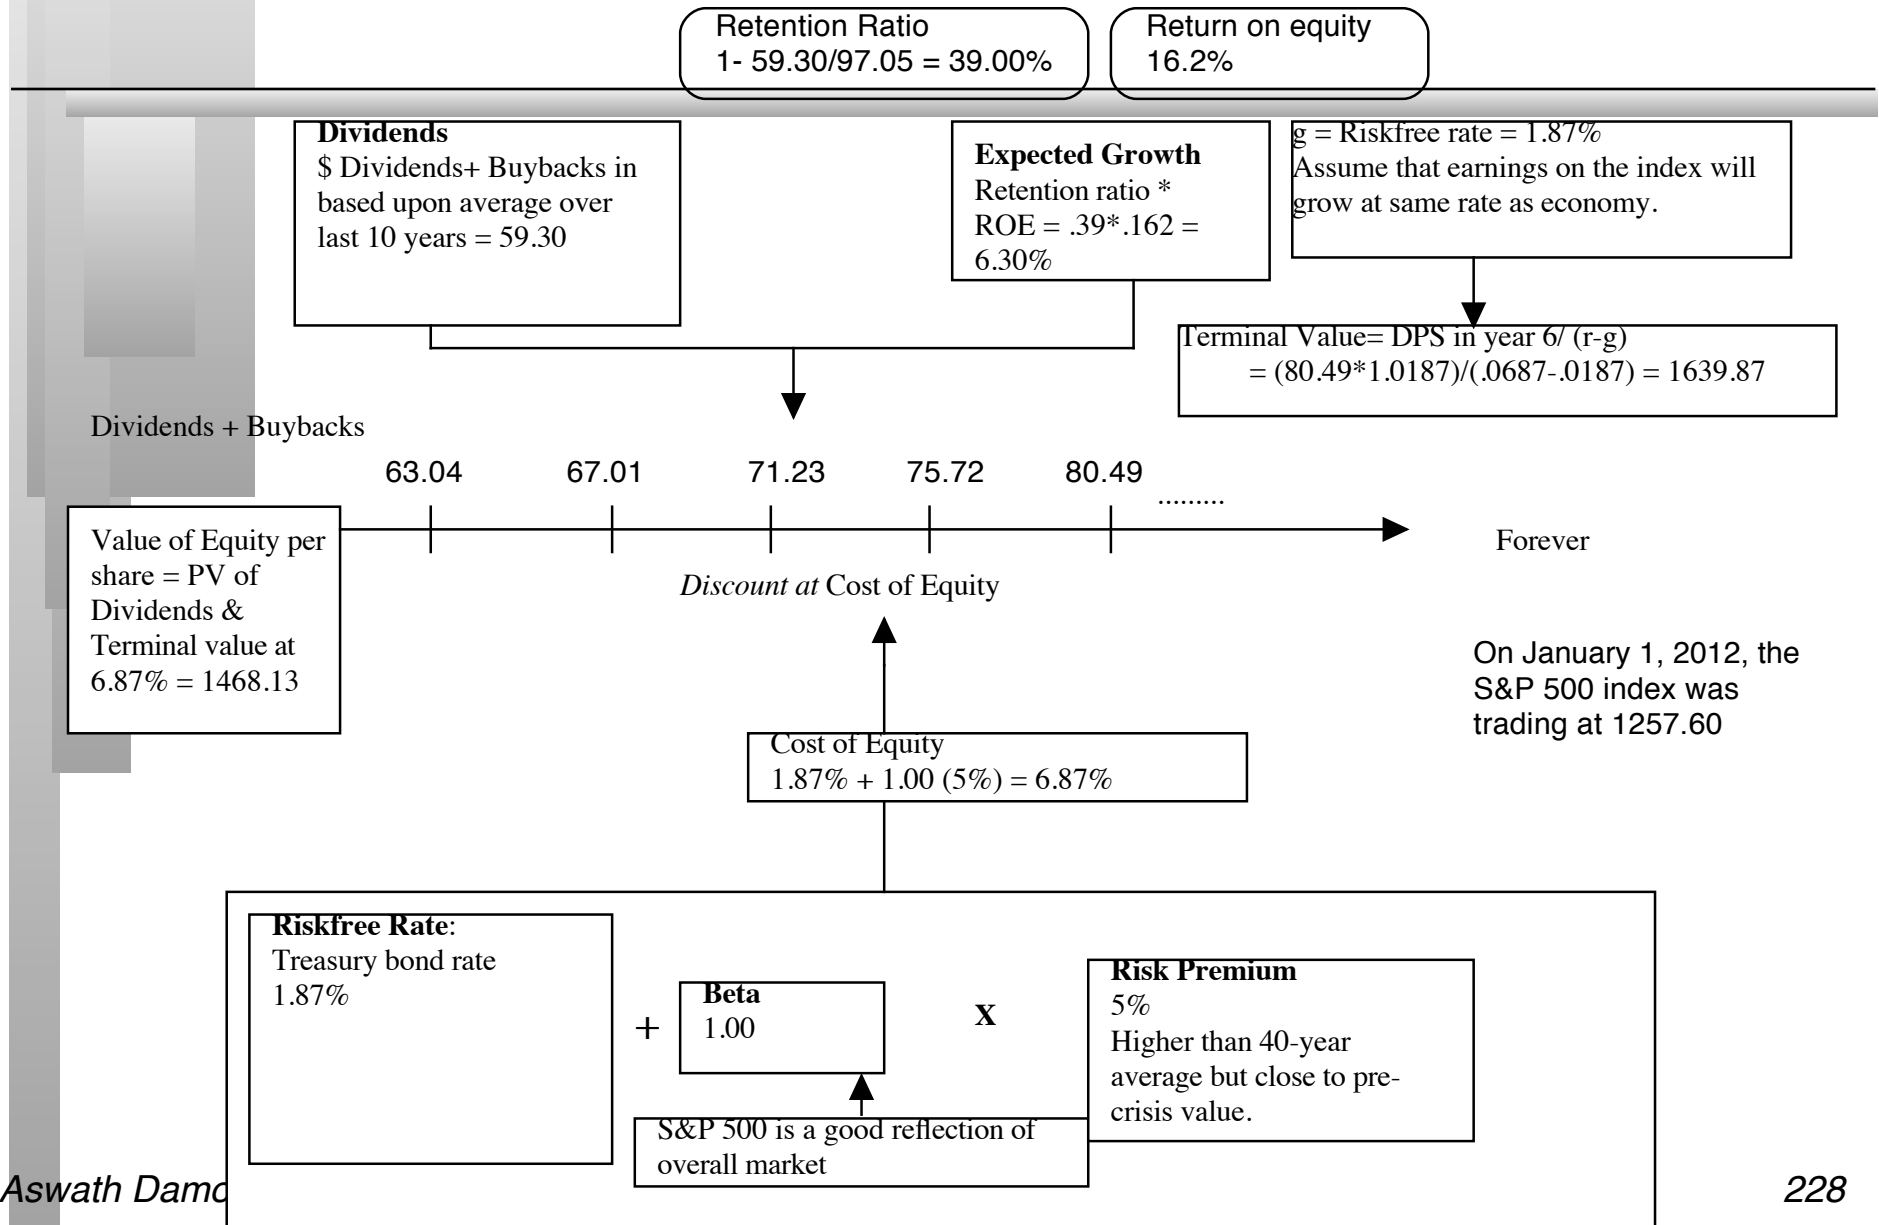 Retention Ratio
1- 59.30/97.05 = 39.00%
Return on equity
16.2%
Dividends
$ Dividends+ Buybacks in
based upon average over
last 10 years = 59.30
Expected Growth
Retention ratio *
ROE = .39*.162 =
6.30%
g = Riskfree rate = 1.87%
Assume that earnings on the index will
grow at same rate as economy.
Terminal Value= DPS in year 6/ (r-g)
= (80.49*1.0187)/(.0687-.0187) = 1639.87
Dividends + Buybacks
63.04 67.01 71.23 75.72 80.49
.........
Value of Equity per
share = PV of
Dividends &
Terminal value at
6.87% = 1468.13
Forever
Discount at Cost of Equity
On January 1, 2012, the
S&P 500 index was
trading at 1257.60
Cost of Equity
1.87% + 1.00 (5%) = 6.87%
Riskfree Rate:
Treasury bond rate
1.87%
+
Beta
1.00
X
Risk Premium
5%
Higher than 40-year
average but close to pre-
crisis value.
S&P 500 is a good reflection of
overall market
Aswath Damo
228